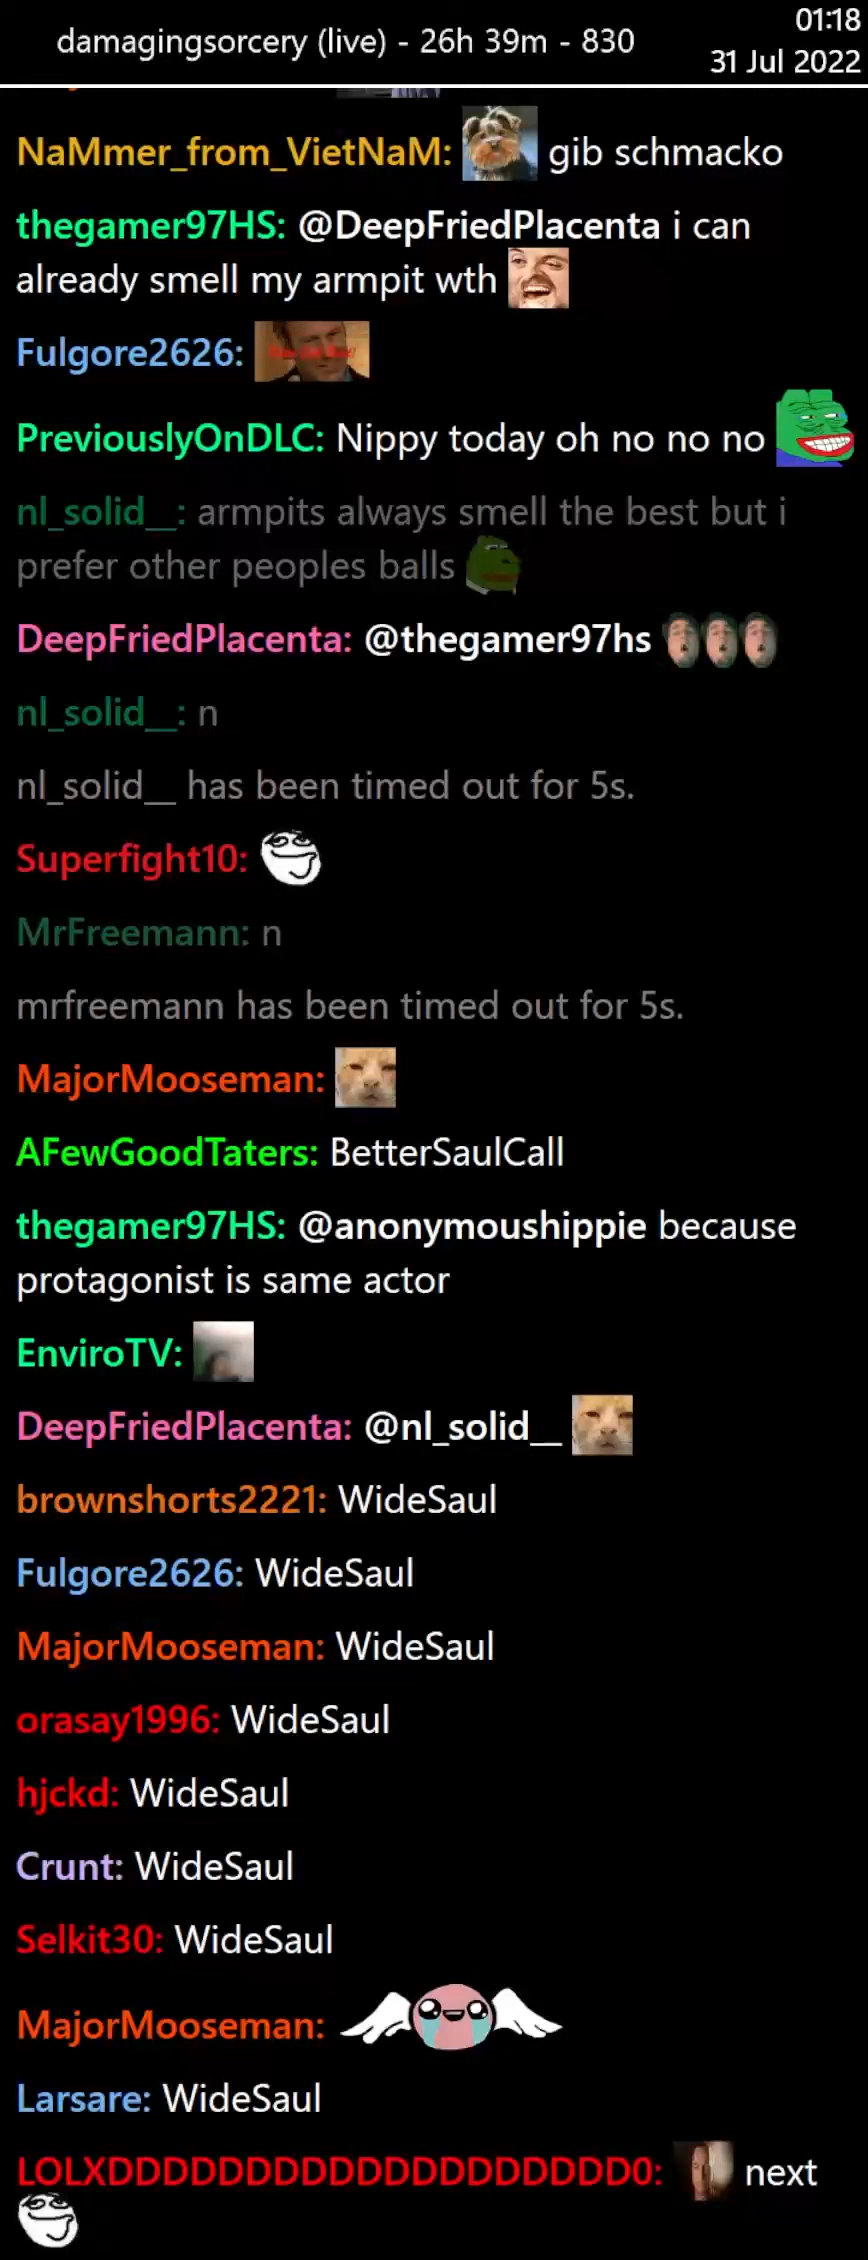 damagingsorcery (live) - 26h 39m - 830
01:18
31 Jul 2022
NaMmer_from_VietNaM: gib schmacko
thegamer97HS: @DeepFriedPlacenta i can
already smell my armpit wth
Fulgore2626:
PreviouslyOnDLC: Nippy today oh no no no
nl_solid__: armpits always smell the best but i
prefer other peoples balls
DeepFriedPlacenta: @thegamer97hs
nl_solid__: n
nl_solid__ has been timed out for 5s.
Superfight10:
MrFreemann: n
mrfreemann has been timed out for 5s.
MajorMooseman:
AFewGoodTaters: BetterSaulCall
thegamer97HS: @anonymoushippie because
protagonist is same actor
EnviroTV:
DeepFriedPlacenta: @nl_solid__
brownshorts2221: WideSaul
Fulgore2626: WideSaul
MajorMooseman: WideSaul
orasay1996: WideSaul
hjckd: WideSaul
Crunt: WideSaul
Selkit30: WideSaul
MajorMooseman:
Larsare: WideSaul
LOLXDDDDDDDDDDDDDDDDDDD0: next